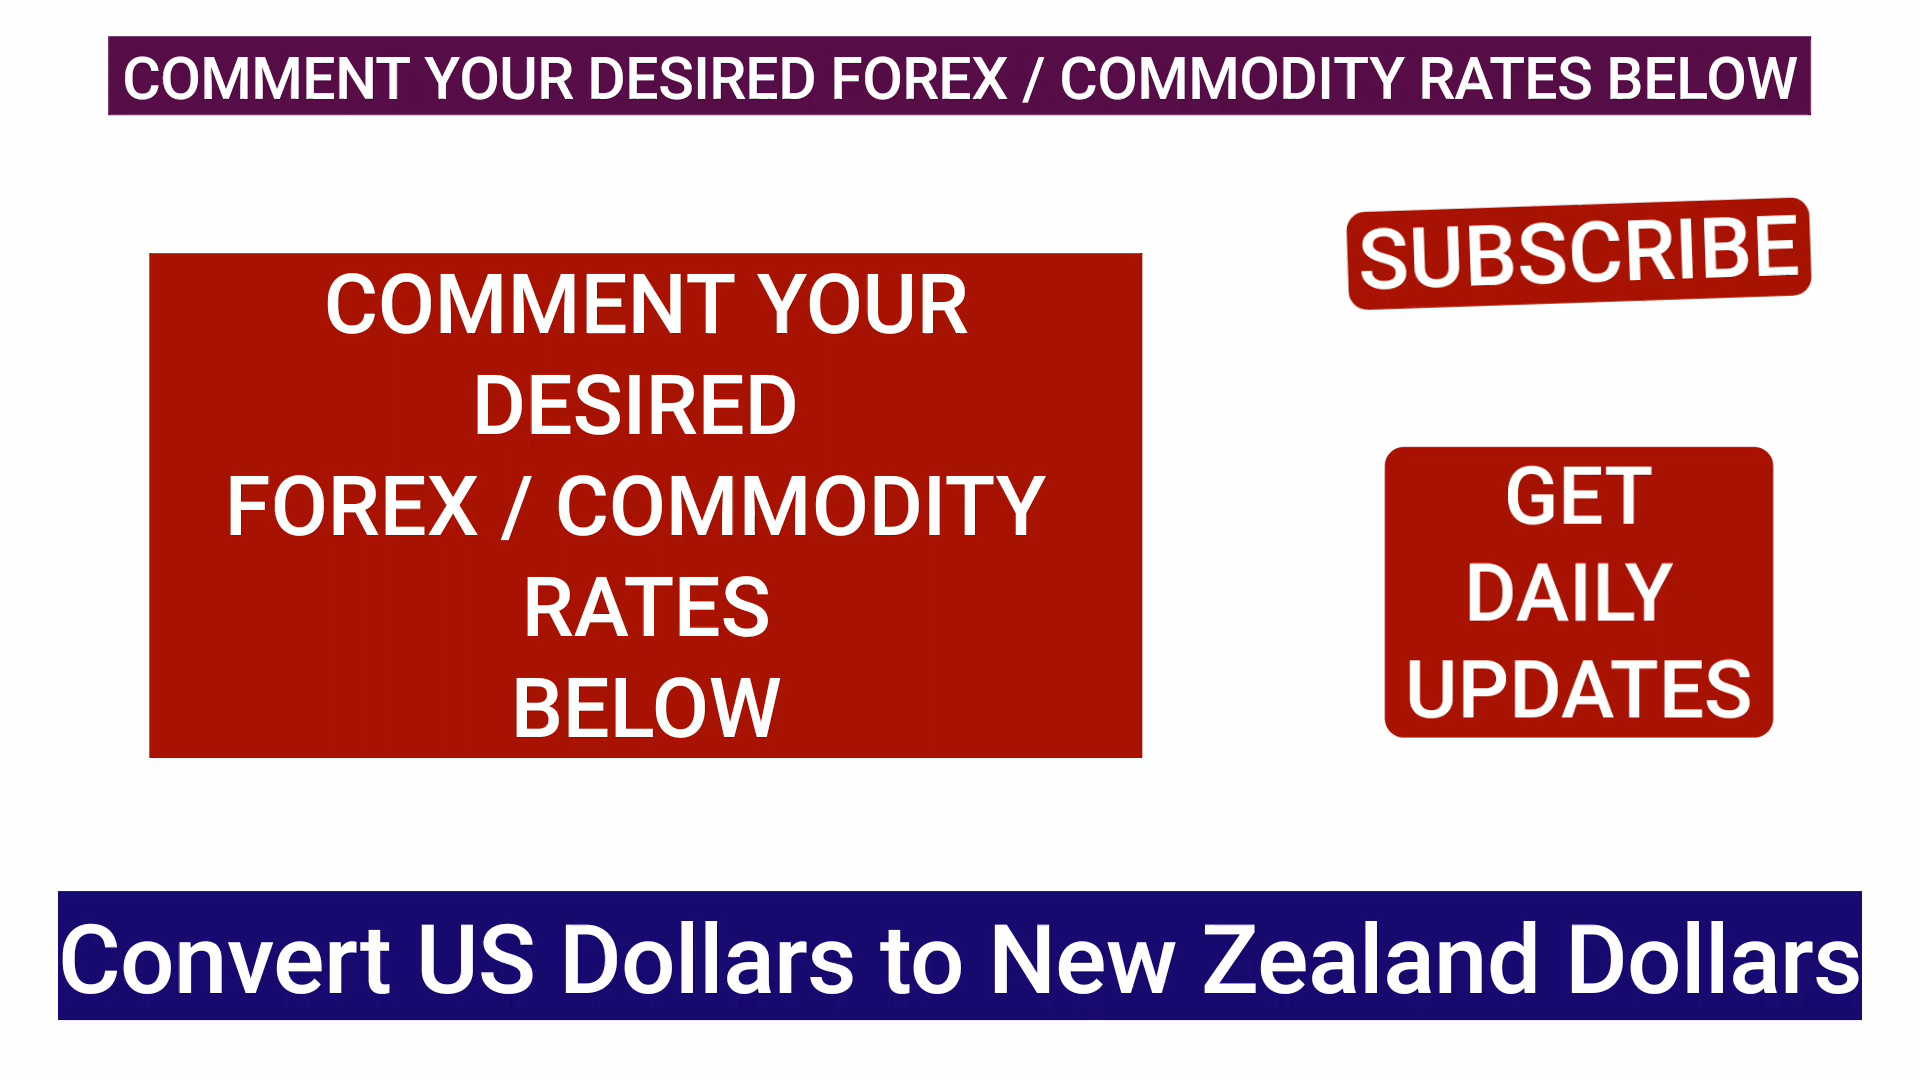 COMMENT YOUR DESIRED FOREX / COMMODITY RATES BELOW
SUBSCRIBE
COMMENT YOUR
DESIRED
FOREX / COMMODITY
RATES
BELOW
GET
DAILY
UPDATES
Convert US Dollars to New Zealand Dollars